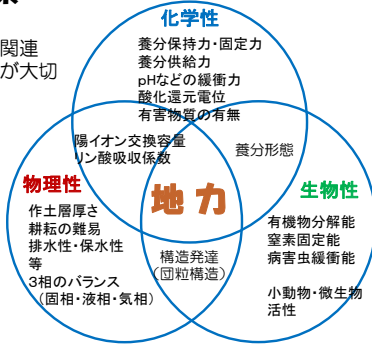 関連
が大切
化学性
養分保持力・固定力
養分供給力
pHなどの緩衝力
酸化還元電位
有害物質の有無
陽イオン交換容量
リン酸吸収係数
養分形態
物理性
地力
生物性
作土層厚さ
耕耘の難易
排水性・保水性
等
3相のバランス
（固相・液相・気相）
構造発達
（団粒構造）
有機物分解能
窒素固定能
病害虫緩衝能
小動物・微生物
活性